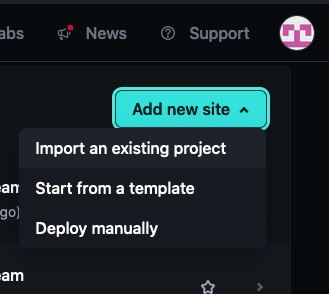 abs
News
Support
Add new site
Import an existing project
Start from a template
eam
go)
Deploy manually
eam